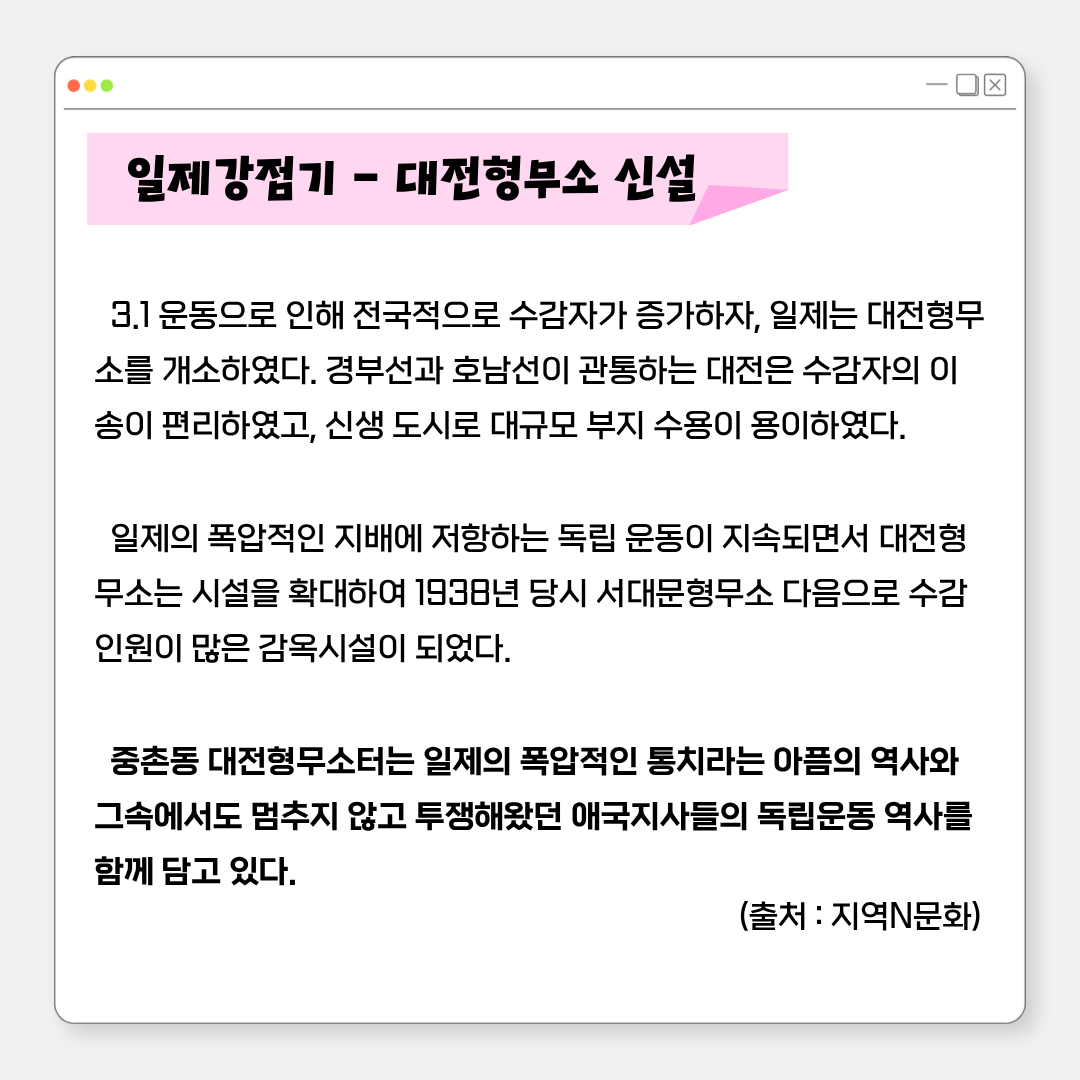 일제강점기 - 대전형무소 신설
3.1 운동으로 인해 전국적으로 수감자가 증가하자, 일제는 대전형무
소를 개소하였다. 경부선과 호남선이 관통하는 대전은 수감자의 이
송이 편리하였고, 신생 도시로 대규모 부지 수용이 용이하였다.
일제의 폭압적인 지배에 저항하는 독립 운동이 지속되면서 대전형
무소는 시설을 확대하여 1938년 당시 서대문형무소 다음으로 수감
인원이 많은 감옥시설이 되었다.
중촌동 대전형무소터는 일제의 폭압적인 통치라는 아픔의 역사와
그속에서도 멈추지 않고 투쟁해왔던 애국지사들의 독립운동 역사를
함께 담고 있다.
(출처 : 지역N문화)